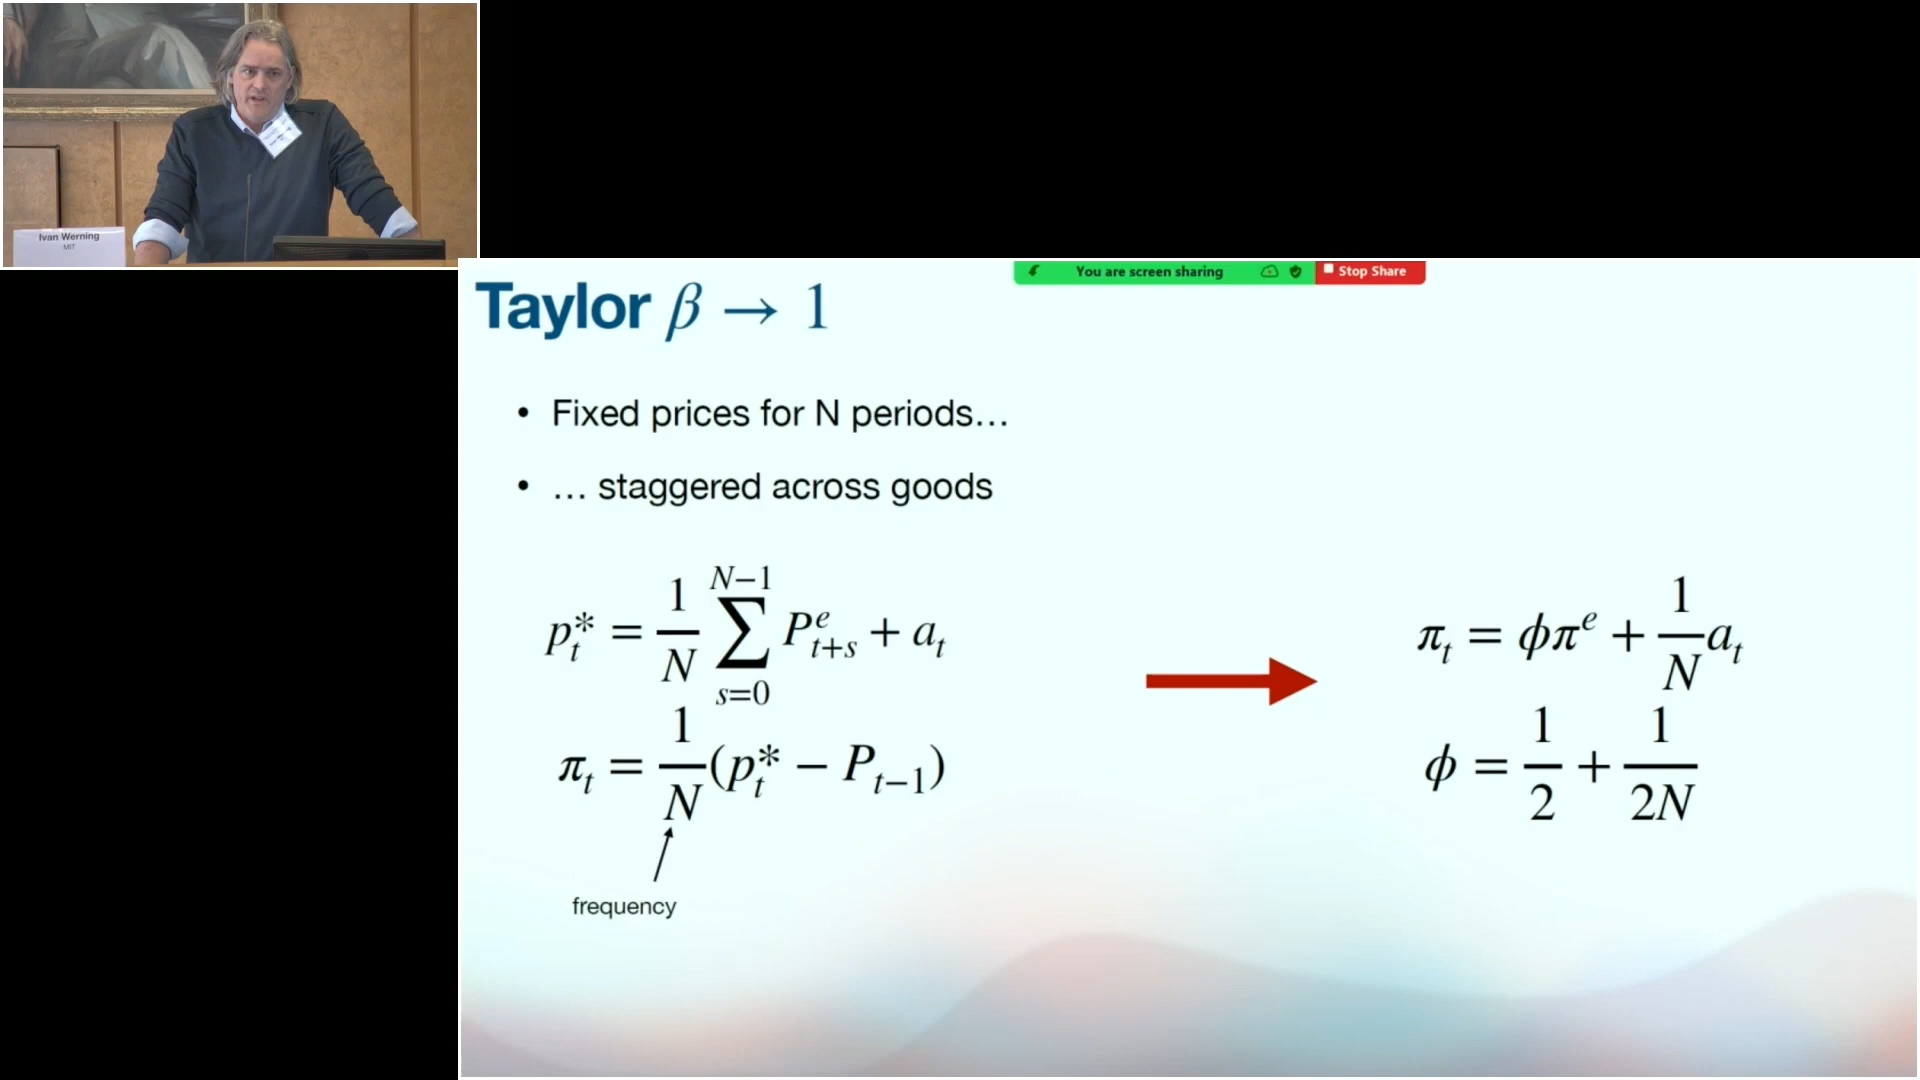 Ivan Werning
MIT
You are screen sharing
Stop Share
Taylor β → 1
• Fixed prices for N periods…
• … staggered across goods
p*_t = 1/N ∑_{s=0}^{N−1} P^e_{t+s} + a_t
π_t = 1/N (p*_t − P_{t−1})
frequency
π_t = ϕπ^e + 1/N a_t
ϕ = 1/2 + 1/2N